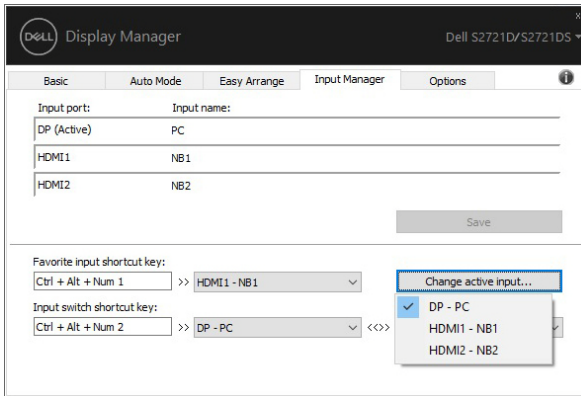 x
DELL Display Manager Dell S2721D/S2721DS
Basic Auto Mode Easy Arrange Input Manager Options i
Input port: Input name:
DP (Active) PC
HDMI1 NB1
HDMI2 NB2
Save
Favorite input shortcut key:
Ctrl + Alt + Num 1 >> HDMI1 - NB1 Change active input...
Input switch shortcut key:
Ctrl + Alt + Num 2 >> DP - PC <<>>
DP - PC
HDMI1 - NB1
HDMI2 - NB2